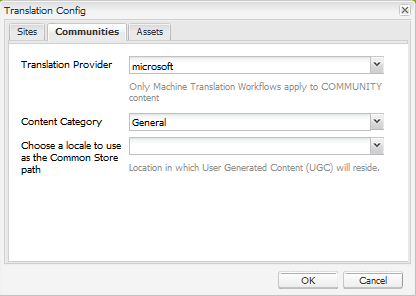 Translation Config
Sites Communities Assets
Translation Provider microsoft
Only Machine Translation Workflows apply to COMMUNITY
content
Content Category General
Choose a locale to use
as the Common Store
path
Location in which User Generated Content (UGC) will reside.
OK Cancel